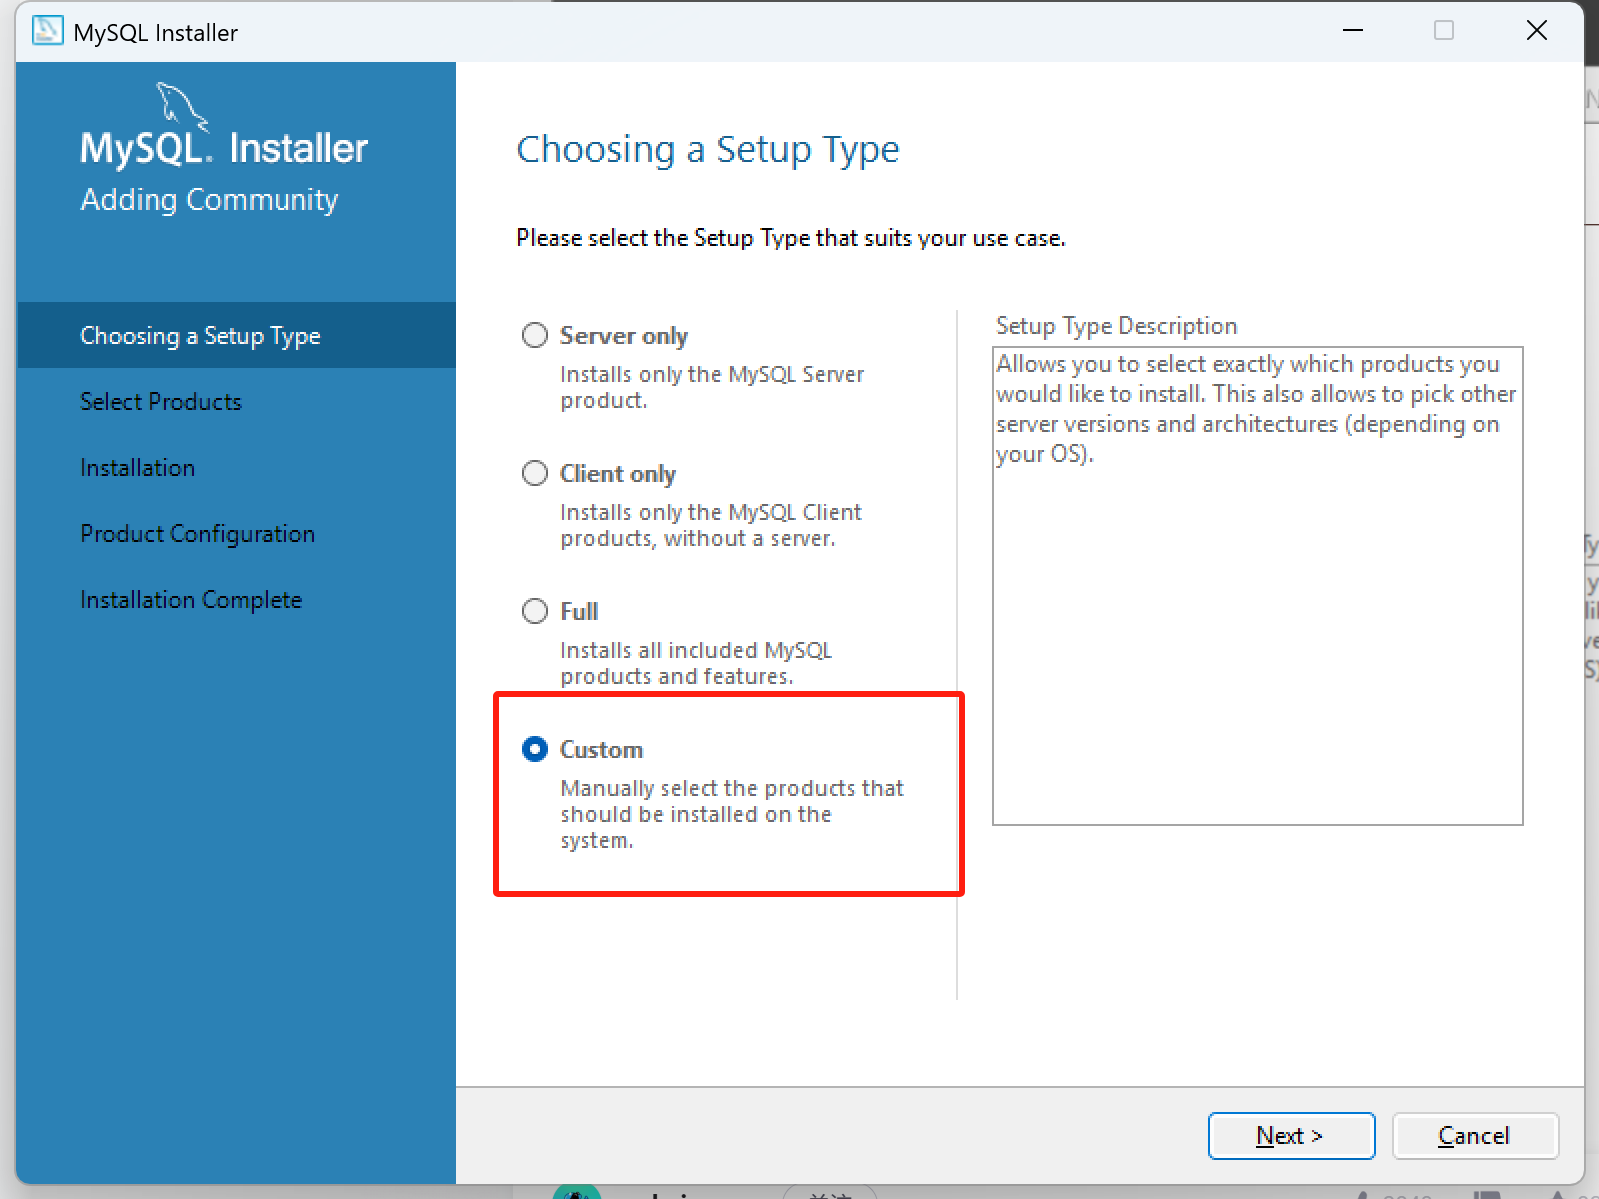 MySQL Installer
MySQL. Installer
Adding Community
Choosing a Setup Type
Select Products
Installation
Product Configuration
Installation Complete
Choosing a Setup Type
Please select the Setup Type that suits your use case.
Server only
Installs only the MySQL Server
product.
Client only
Installs only the MySQL Client
products, without a server.
Full
Installs all included MySQL
products and features.
Custom
Manually select the products that
should be installed on the
system.
Setup Type Description
Allows you to select exactly which products you
would like to install. This also allows to pick other
server versions and architectures (depending on
your OS).
Next >
Cancel